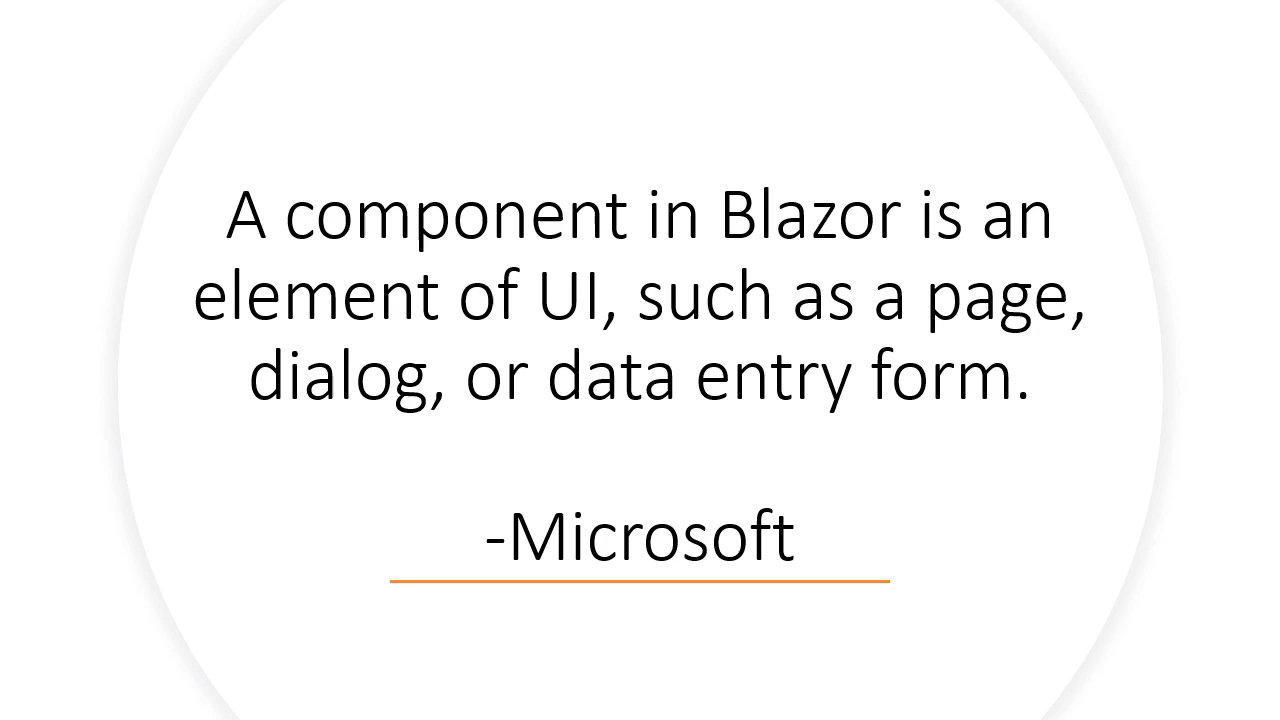 A component in Blazor is an
element of UI, such as a page,
dialog, or data entry form.
-Microsoft